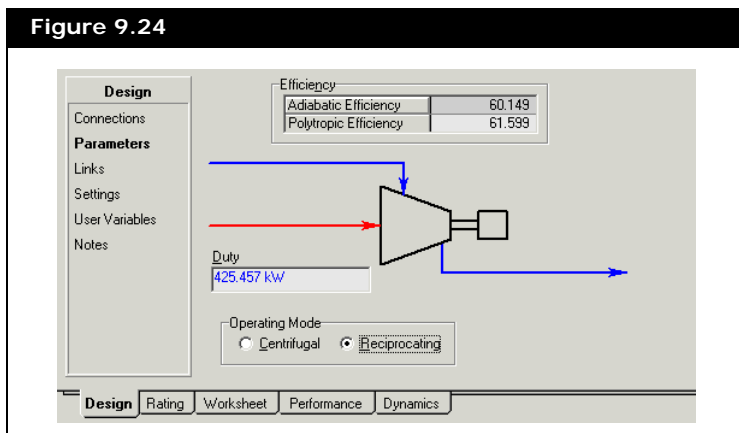 Figure 9.24
Design
Connections
Parameters
Links
Settings
User Variables
Notes
Efficiency
Adiabatic Efficiency 60.149
Polytropic Efficiency 61.599
Duty
425.457 kW
Operating Mode
Centrifugal Reciprocating
Design Rating Worksheet Performance Dynamics